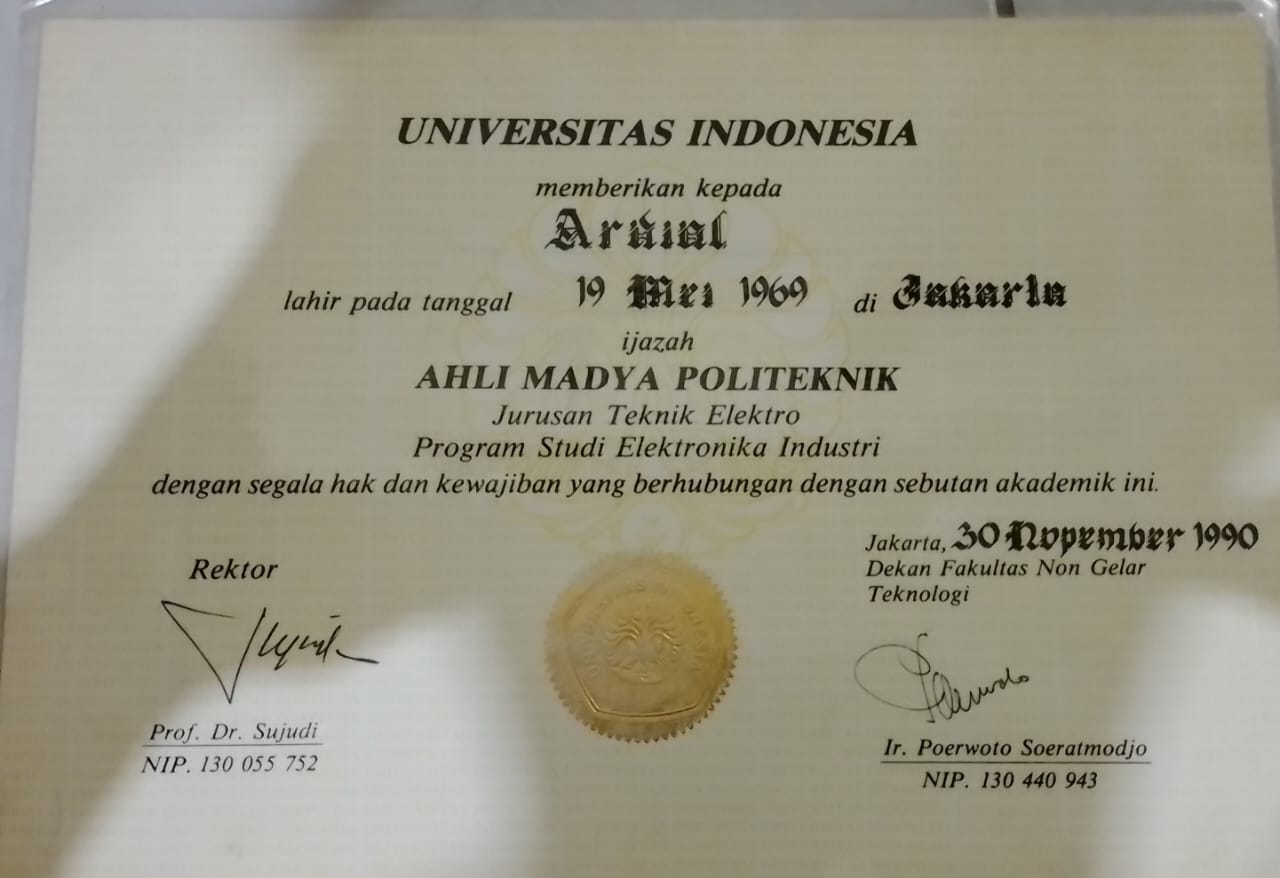 UNIVERSITAS INDONESIA
memberikan kepada
Ardial
lahir pada tanggal 19 Mei 1969 di Jakarta
ijazah
AHLI MADYA POLITEKNIK
Jurusan Teknik Elektro
Program Studi Elektronika Industri
dengan segala hak dan kewajiban yang berhubungan dengan sebutan akademik ini.
Jakarta, 30 Nopember 1990
Dekan Fakultas Non Gelar
Teknologi
Rektor
Prof. Dr. Sujudi
NIP. 130 055 752
Ir. Poerwoto Soeratmodjo
NIP. 130 440 943